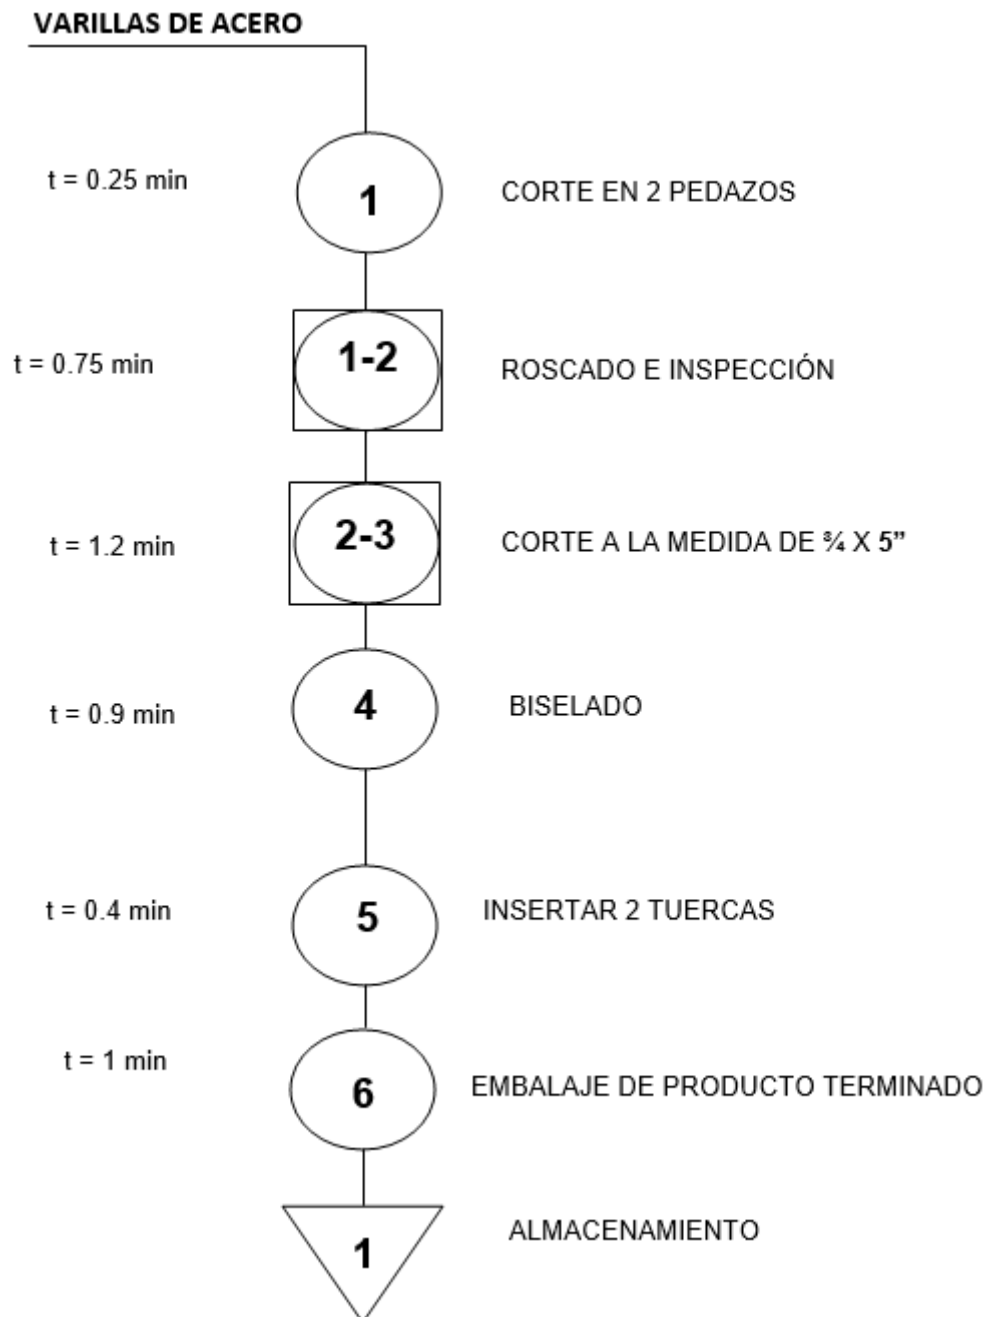 VARILLAS DE ACERO
t = 0.25 min
1
CORTE EN 2 PEDAZOS
t = 0.75 min
1-2
ROSCADO E INSPECCIÓN
t = 1.2 min
2-3
CORTE A LA MEDIDA DE ¾ X 5”
t = 0.9 min
4
BISELADO
t = 0.4 min
5
INSERTAR 2 TUERCAS
t = 1 min
6
EMBALAJE DE PRODUCTO TERMINADO
1
ALMACENAMIENTO